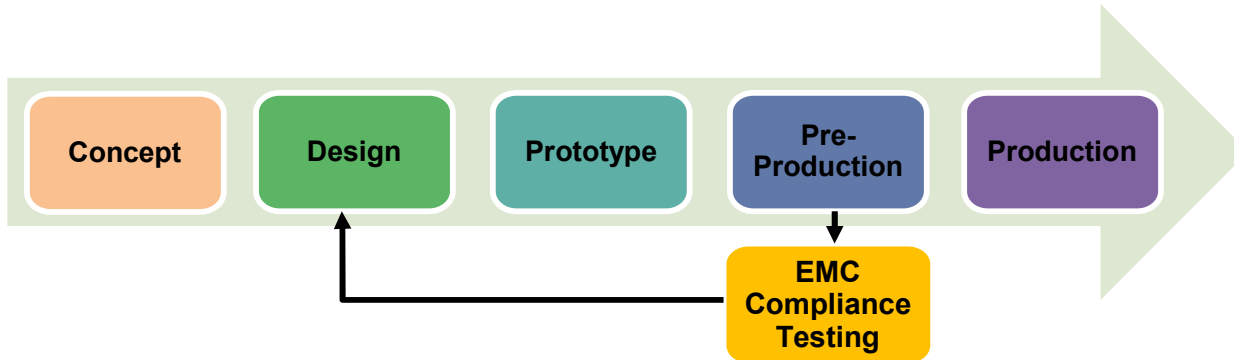 Concept
Design
Prototype
Pre-
Production
Production
EMC
Compliance
Testing